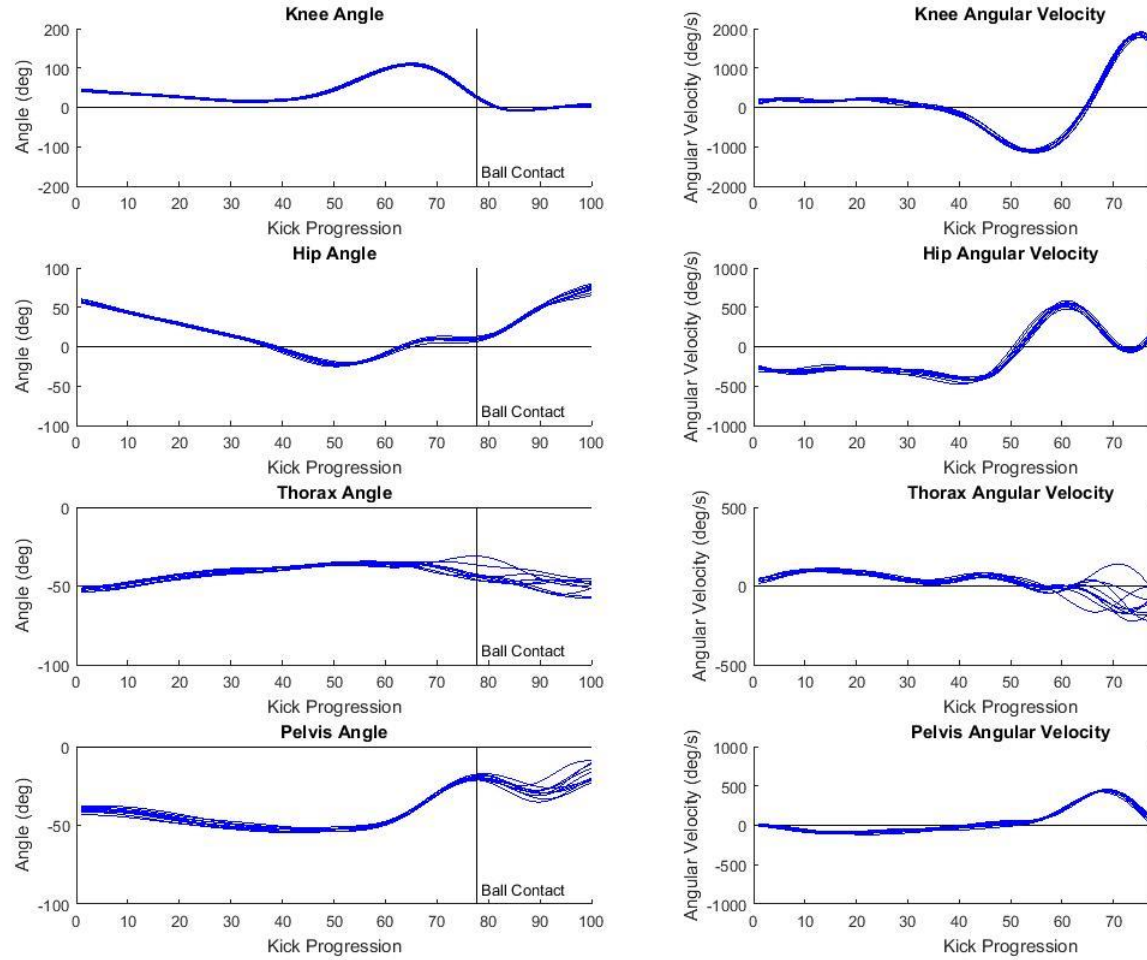 Knee Angle
Angle (deg)
200
100
0
-100
-200
Ball Contact
0 10 20 30 40 50 60 70 80 90 100
Kick Progression
Knee Angular Velocity
Angular Velocity (deg/s)
2000
1000
0
-1000
-2000
0 10 20 30 40 50 60 70
Kick Progression
Hip Angle
Angle (deg)
100
50
0
-50
-100
Ball Contact
0 10 20 30 40 50 60 70 80 90 100
Kick Progression
Hip Angular Velocity
Angular Velocity (deg/s)
1000
500
0
-500
-1000
0 10 20 30 40 50 60 70
Kick Progression
Thorax Angle
Angle (deg)
0
-50
-100
Ball Contact
0 10 20 30 40 50 60 70 80 90 100
Kick Progression
Thorax Angular Velocity
Angular Velocity (deg/s)
500
0
-500
0 10 20 30 40 50 60 70
Kick Progression
Pelvis Angle
Angle (deg)
0
-50
-100
Ball Contact
0 10 20 30 40 50 60 70 80 90 100
Kick Progression
Pelvis Angular Velocity
Angular Velocity (deg/s)
1000
500
0
-500
-1000
0 10 20 30 40 50 60 70
Kick Progression